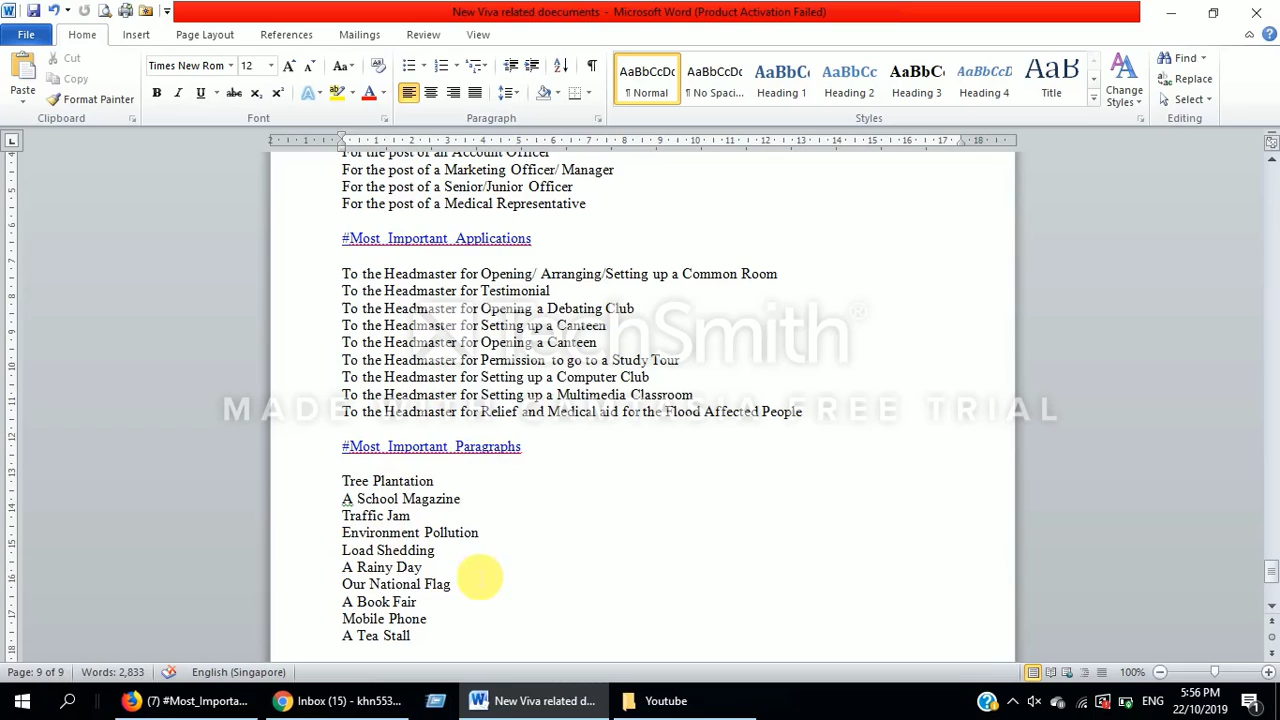 New Viva related doecuments - Microsoft Word (Product Activation Failed)
File Home Insert Page Layout References Mailings Review View
Cut
Copy
Format Painter
Paste
Times New Rom 12
AaBbCcDc AaBbCcDc AaBbCc AaBbCc AaBbCc AaBbCcDc AaB
¶ Normal ¶ No Spaci... Heading 1 Heading 2 Heading 3 Heading 4 Title
Change Styles
Find
Replace
Select
Clipboard Font Paragraph Styles Editing
For the post of an Account Officer
For the post of a Marketing Officer/ Manager
For the post of a Senior/Junior Officer
For the post of a Medical Representative
#Most_Important_Applications
To the Headmaster for Opening/ Arranging/Setting up a Common Room
To the Headmaster for Testimonial
To the Headmaster for Opening a Debating Club
To the Headmaster for Setting up a Canteen
To the Headmaster for Opening a Canteen
To the Headmaster for Permission to go to a Study Tour
To the Headmaster for Setting up a Computer Club
To the Headmaster for Setting up a Multimedia Classroom
To the Headmaster for Relief and Medical aid for the Flood Affected People
TechSmith®
MADE WITH CAMTASIA FREE TRIAL
#Most_Important_Paragraphs
Tree Plantation
A School Magazine
Traffic Jam
Environment Pollution
Load Shedding
A Rainy Day
Our National Flag
A Book Fair
Mobile Phone
A Tea Stall
Page: 9 of 9 Words: 2,833 English (Singapore) 100%
(7) #Most_Importa... Inbox (15) - khn553... New Viva related d... Youtube ENG 5:56 PM
22/10/2019